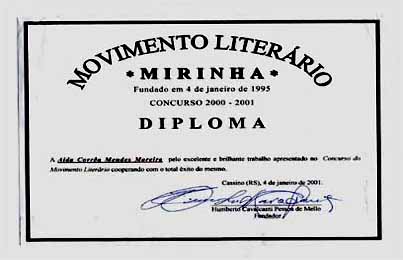 MOVIMENTO LITERÁRIO
* MIRINHA *
Fundado em 4 de janeiro de 1995
CONCURSO 2000 - 2001
DIPLOMA
A Aida Corrêa Mendes Moreira pelo excelente e brilhante trabalho apresentado no Concurso do
Movimento Literário cooperando com o total êxito do mesmo.
Cassino (RS), 4 de janeiro de 2001.
Humberto Cavalcanti de Mello
Fundador